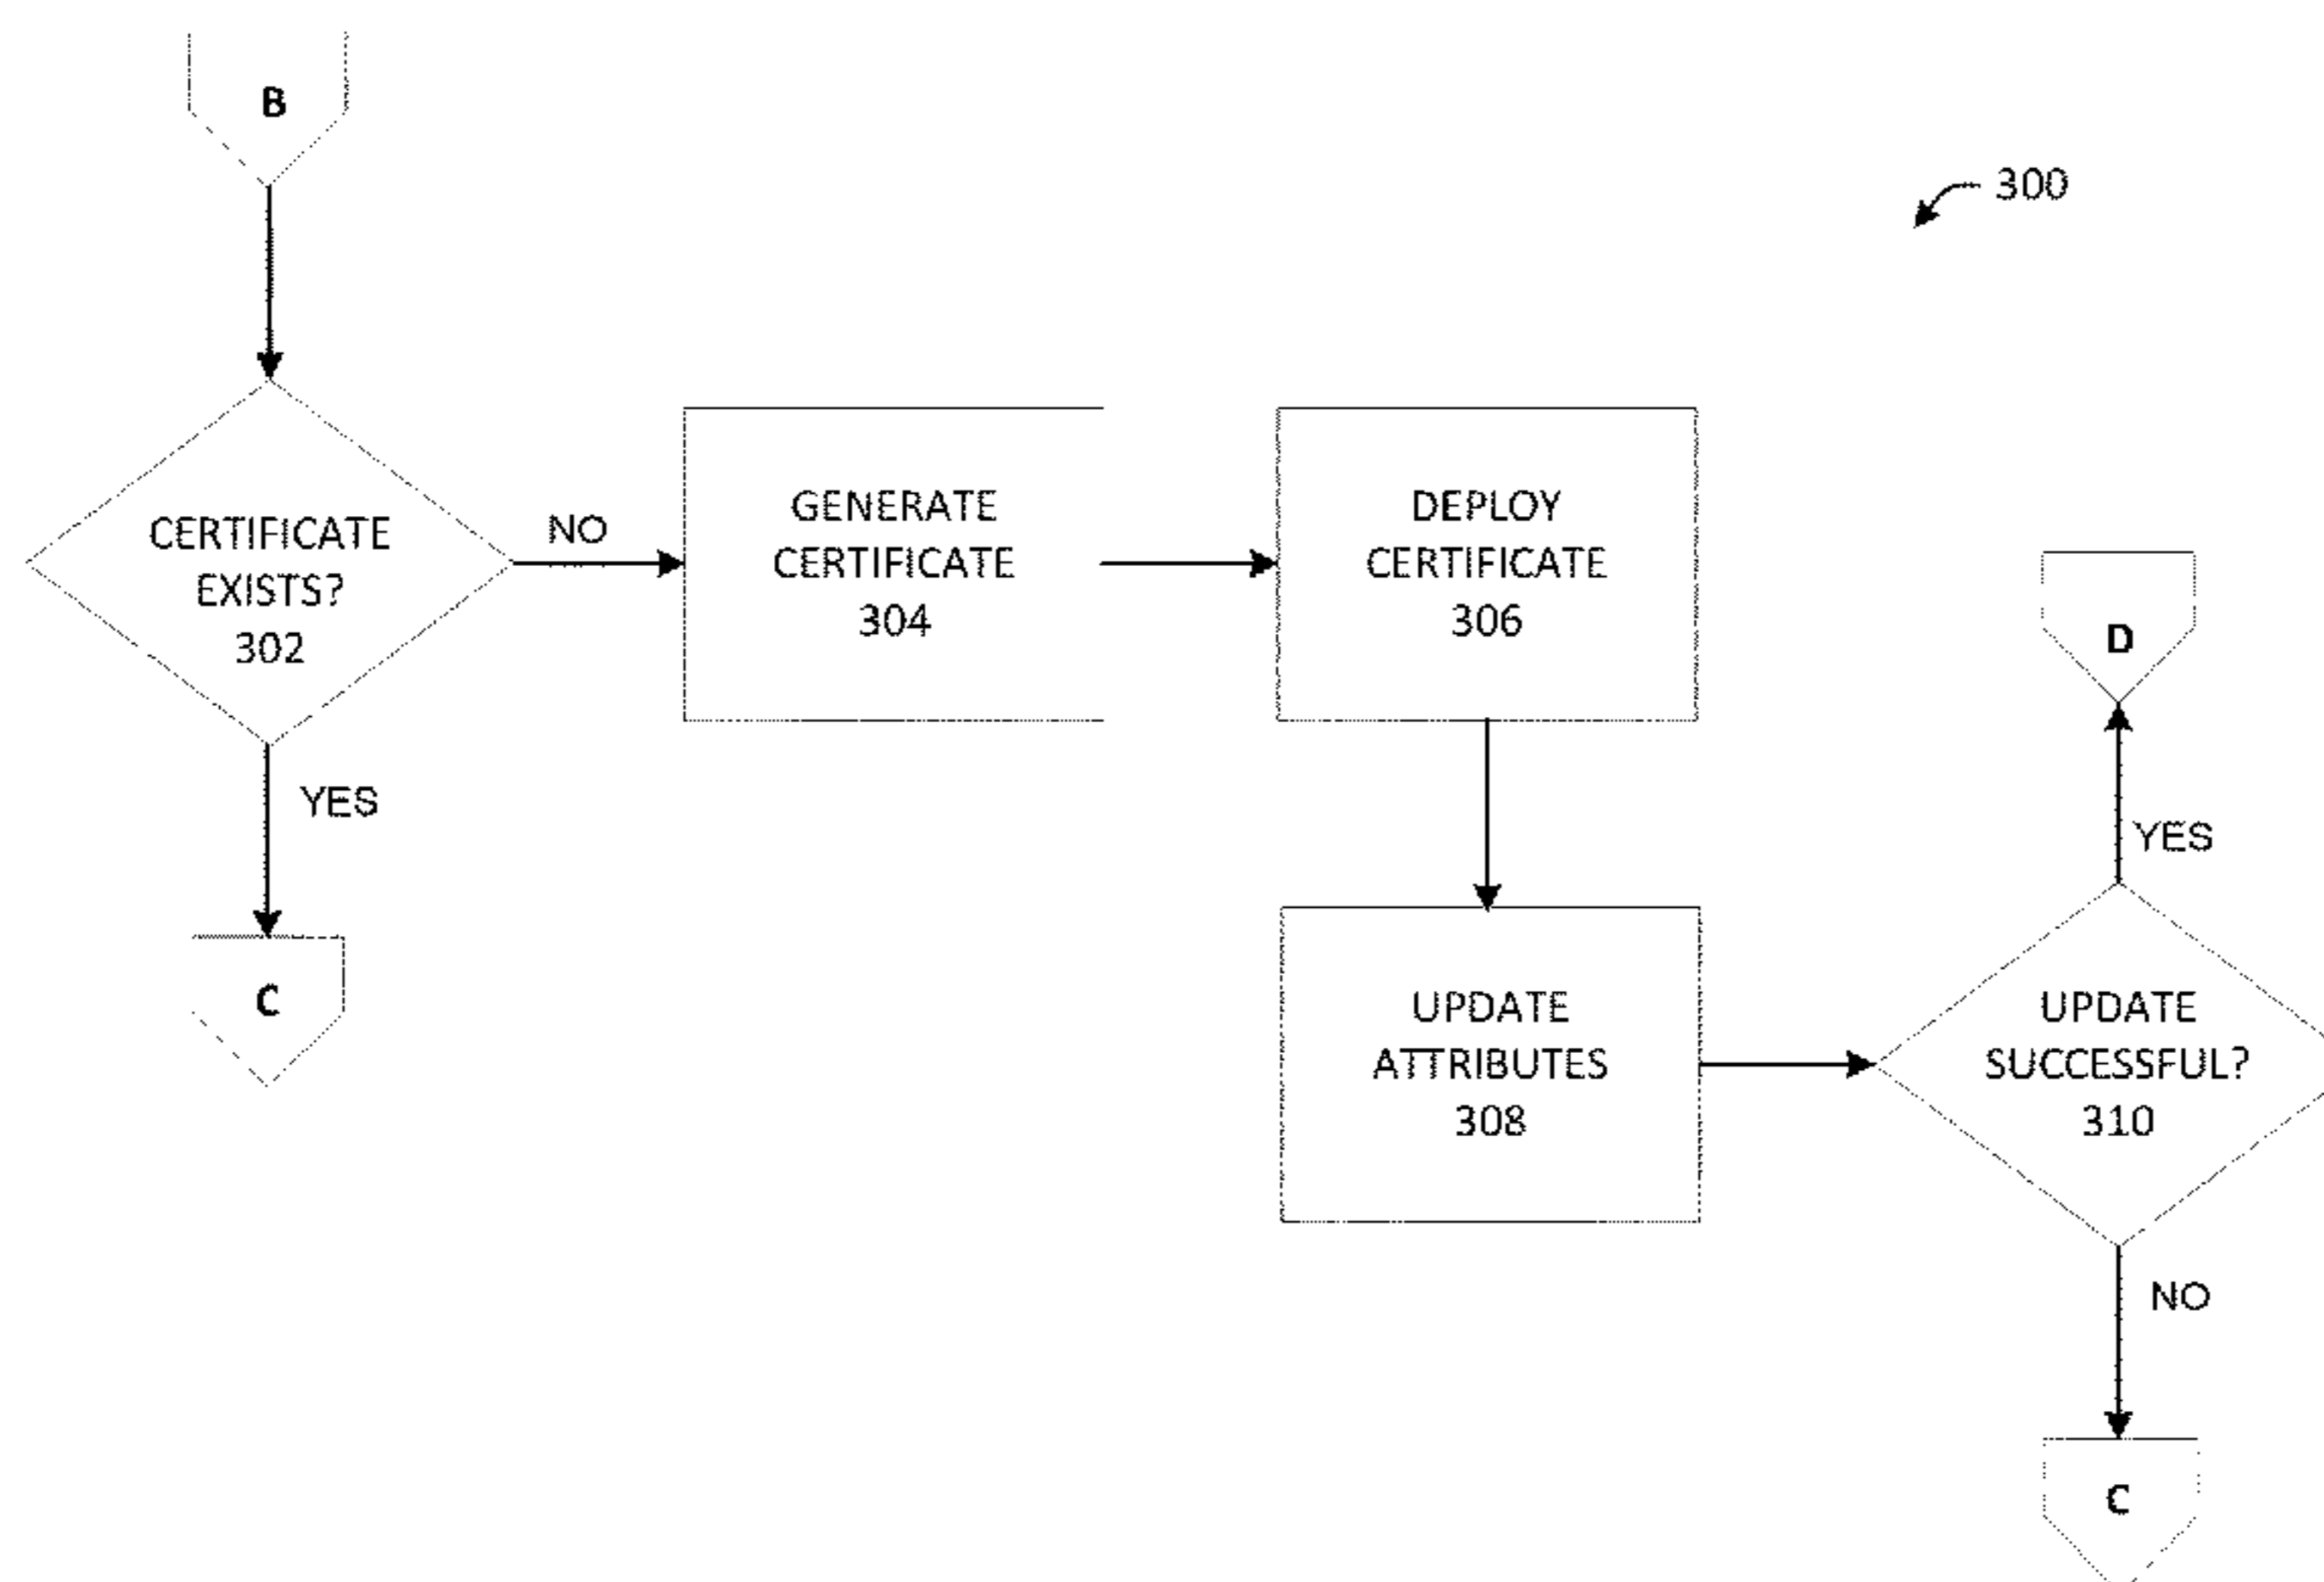 B
300
CERTIFICATE
EXISTS?
302
NO
GENERATE
CERTIFICATE
304
DEPLOY
CERTIFICATE
306
D
YES
C
YES
UPDATE
ATTRIBUTES
308
UPDATE
SUCCESSFUL?
310
NO
C